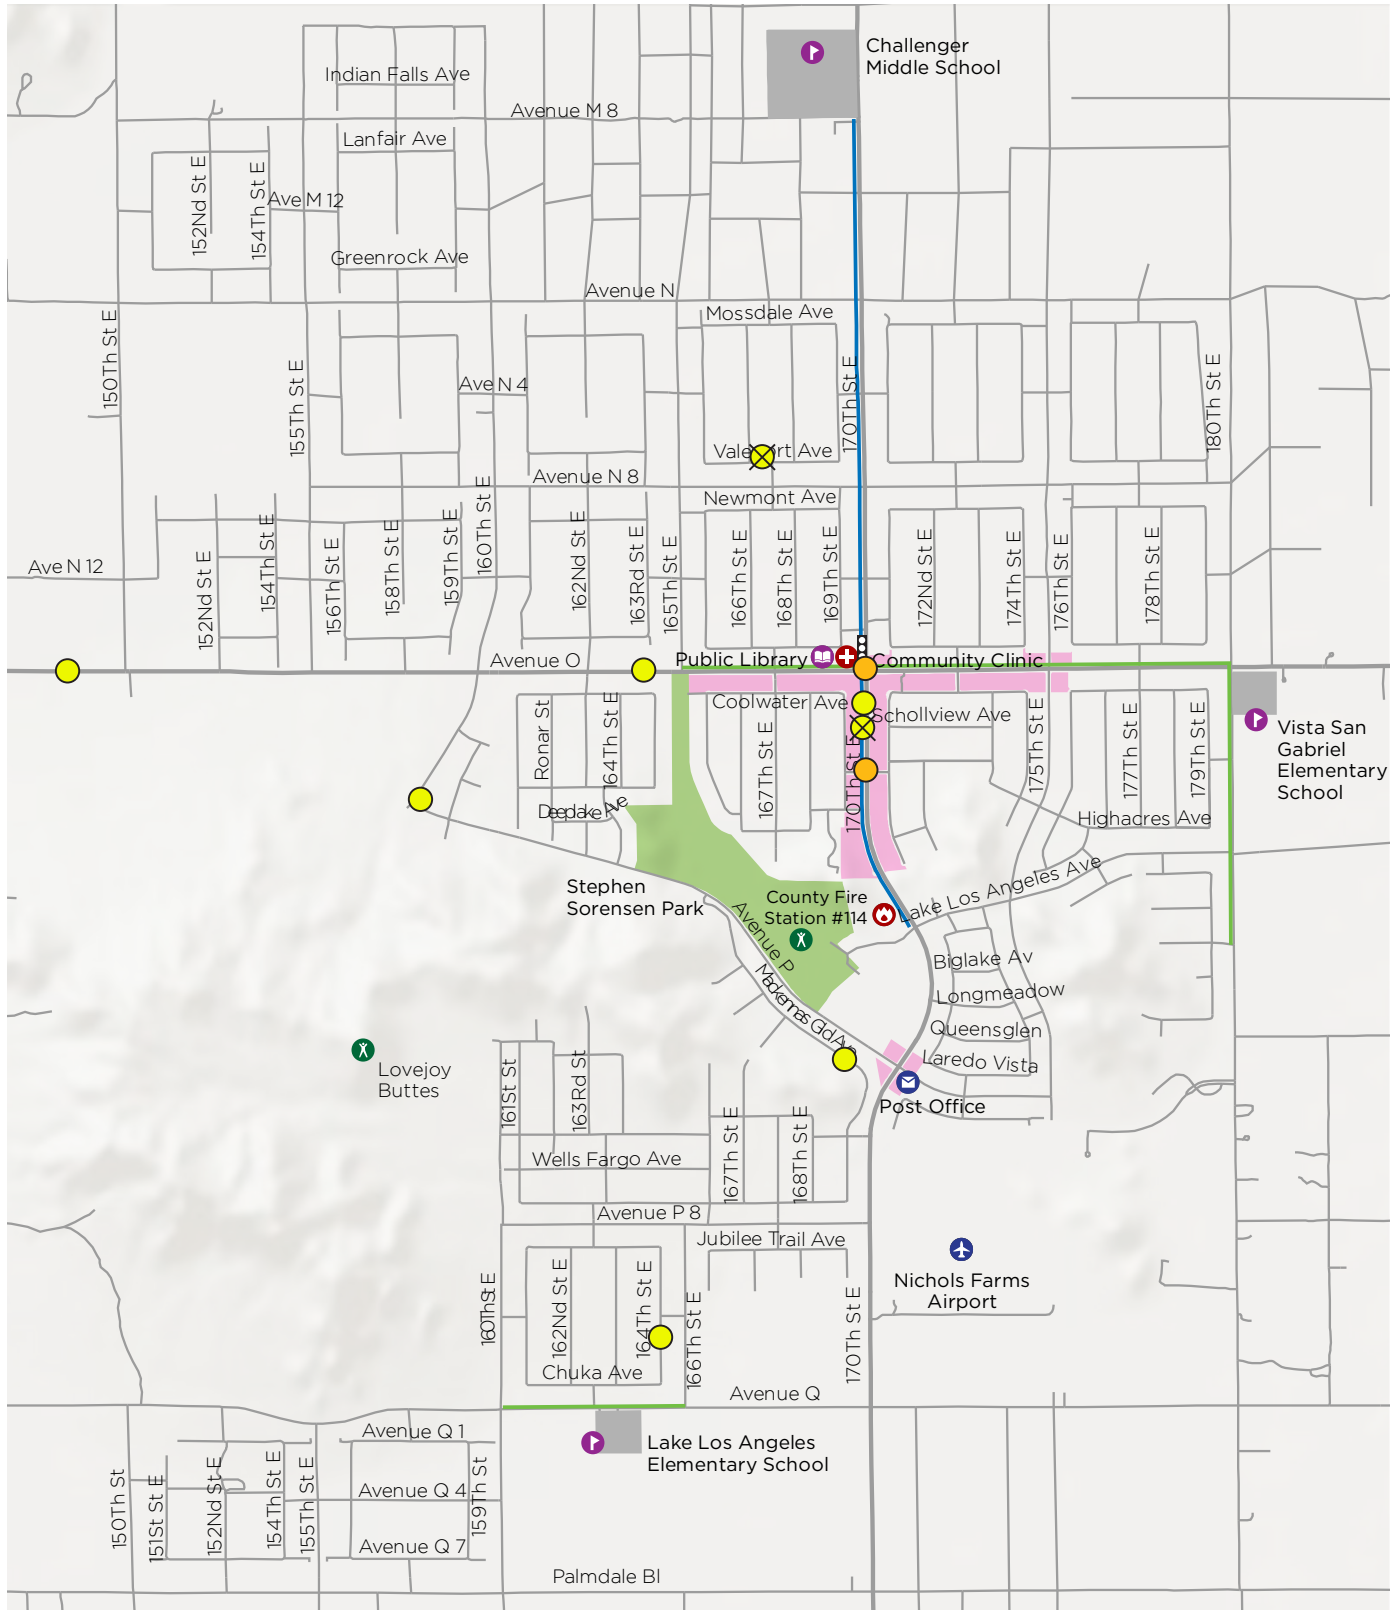 Challenger
Middle School
Indian Falls Ave
Avenue M 8
Lanfair Ave
152Nd St E
154Th St E
Ave M 12
Greenrock Ave
Avenue N
Mossdale Ave
150Th St E
155Th St E
Ave N 4
170Th St E
180Th St E
Avenue N 8
Newmont Ave
Ave N 12
152Nd St E
154Th St E
156Th St E
158Th St E
159Th St E
160Th St E
162Nd St E
163Rd St E
165Th St E
166Th St E
168Th St E
169Th St E
172Nd St E
174Th St E
176Th St E
178Th St E
Avenue O
Public Library
Community Clinic
Coolwater Ave
Schollview Ave
Ronar St
164Th St E
167Th St E
170Th St E
175Th St E
177Th St E
179Th St E
Vista San
Gabriel
Elementary
School
Deeplake Ave
Highacres Ave
Stephen
Sorensen Park
County Fire
Station #114
Lake Los Angeles Ave
Avenue P
Biglake Av
Longmeadow
Queensglen
Laredo Vista
Lovejoy
Buttes
161St St
163Rd St E
Post Office
167Th St E
168Th St E
Wells Fargo Ave
Avenue P 8
Jubilee Trail Ave
Nichols Farms
Airport
160Th St E
162Nd St E
164Th St E
166Th St E
170Th St E
Chuka Ave
Avenue Q
Avenue Q 1
Lake Los Angeles
Elementary School
150Th St
151St St E
152Nd St E
154Th St E
155Th St E
Avenue Q 4
159Th St
Avenue Q 7
Palmdale Bl